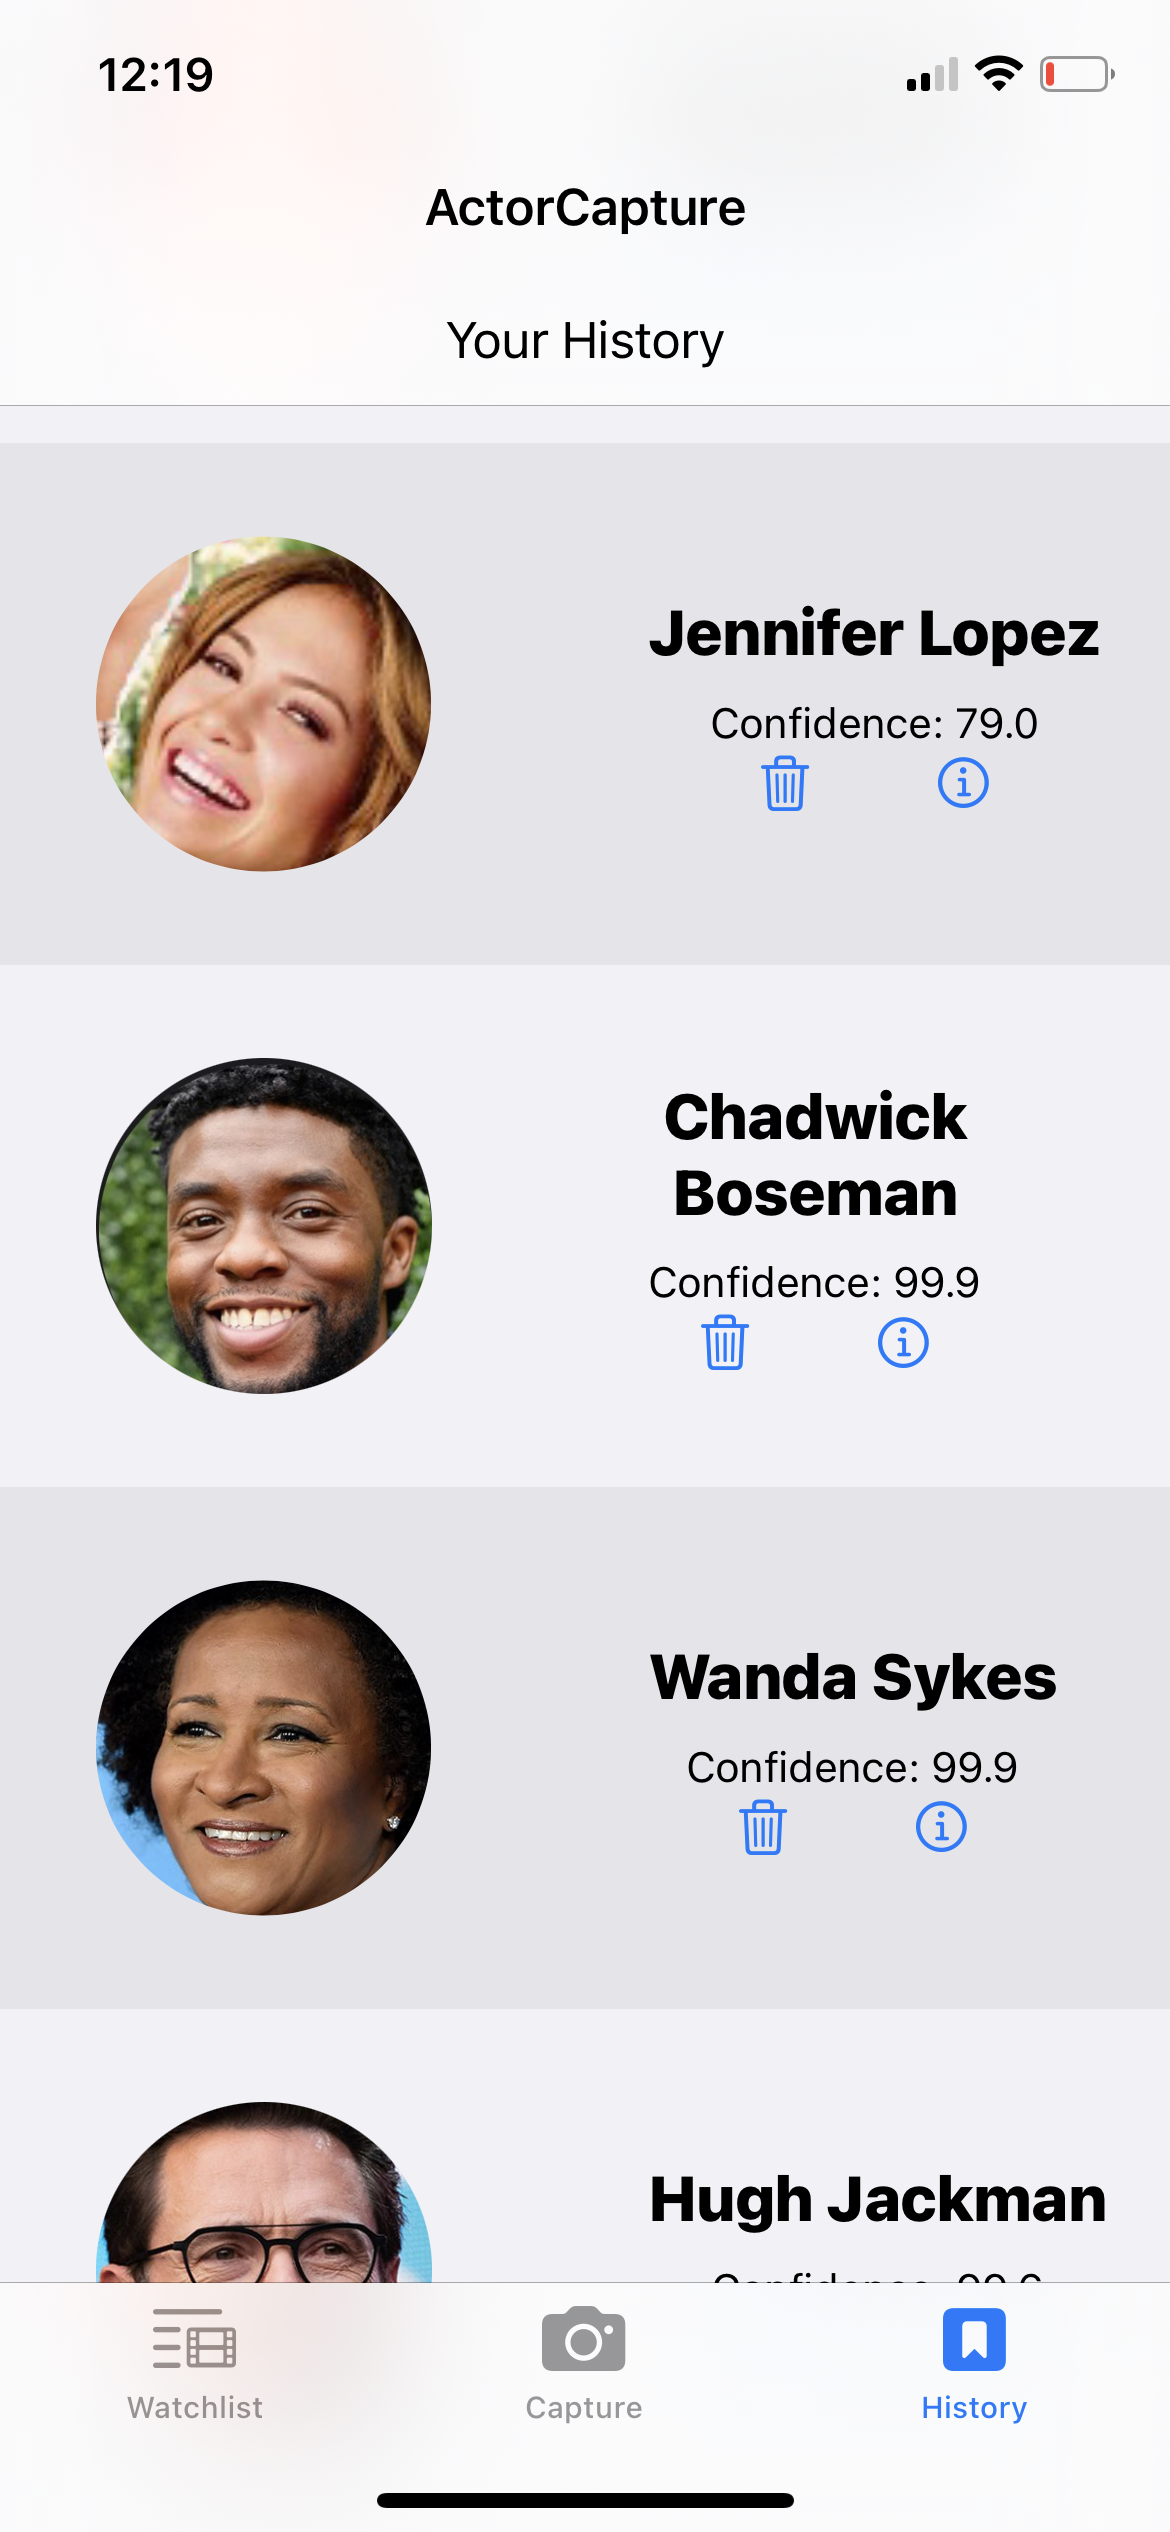 12:19
ActorCapture
Your History
Jennifer Lopez
Confidence: 79.0
Chadwick
Boseman
Confidence: 99.9
Wanda Sykes
Confidence: 99.9
Hugh Jackman
Confidence:
Watchlist
Capture
History